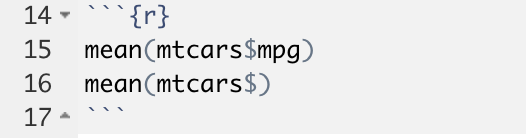 14 ```{r}
15 mean(mtcars$mpg)
16 mean(mtcars$)
17 ```